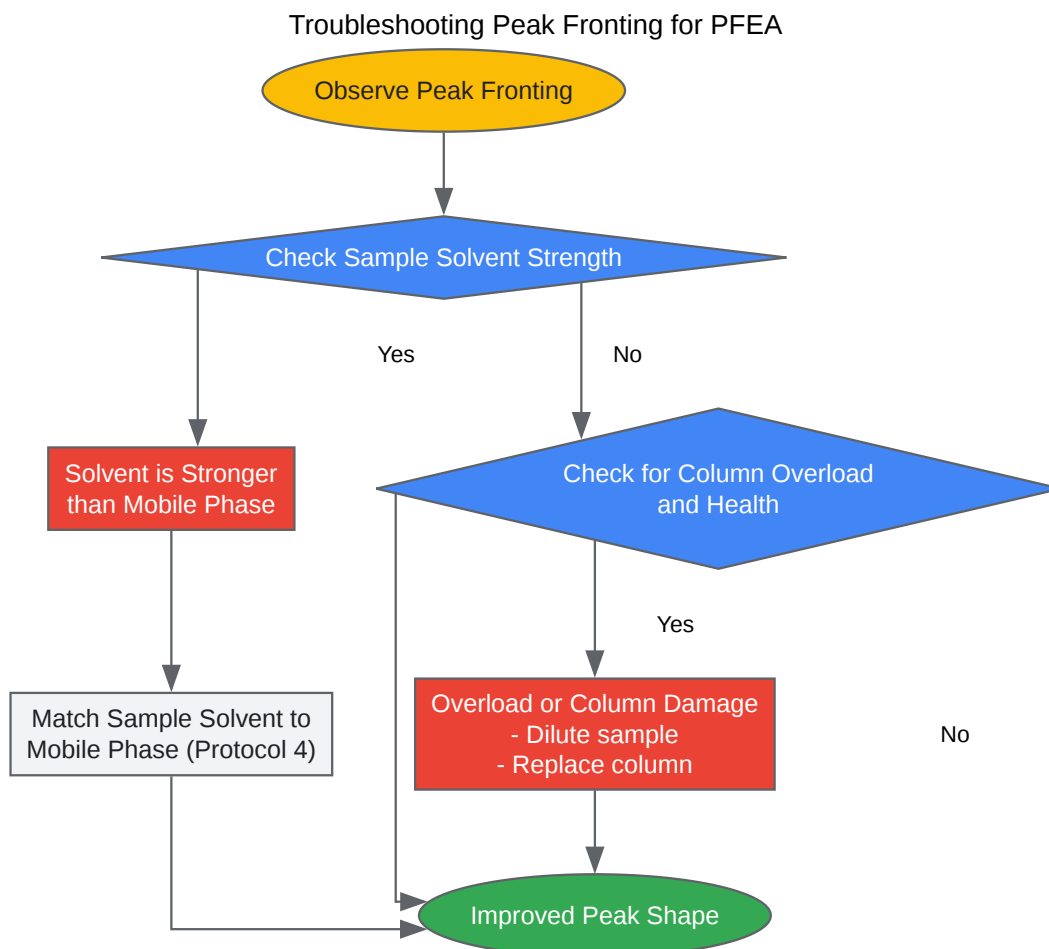 Troubleshooting Peak Fronting for PFEA
Observe Peak Fronting
Check Sample Solvent Strength
Yes
No
Solvent is Stronger
than Mobile Phase
Check for Column Overload
and Health
Yes
Match Sample Solvent to
Mobile Phase (Protocol 4)
Overload or Column Damage
- Dilute sample
- Replace column
No
Improved Peak Shape